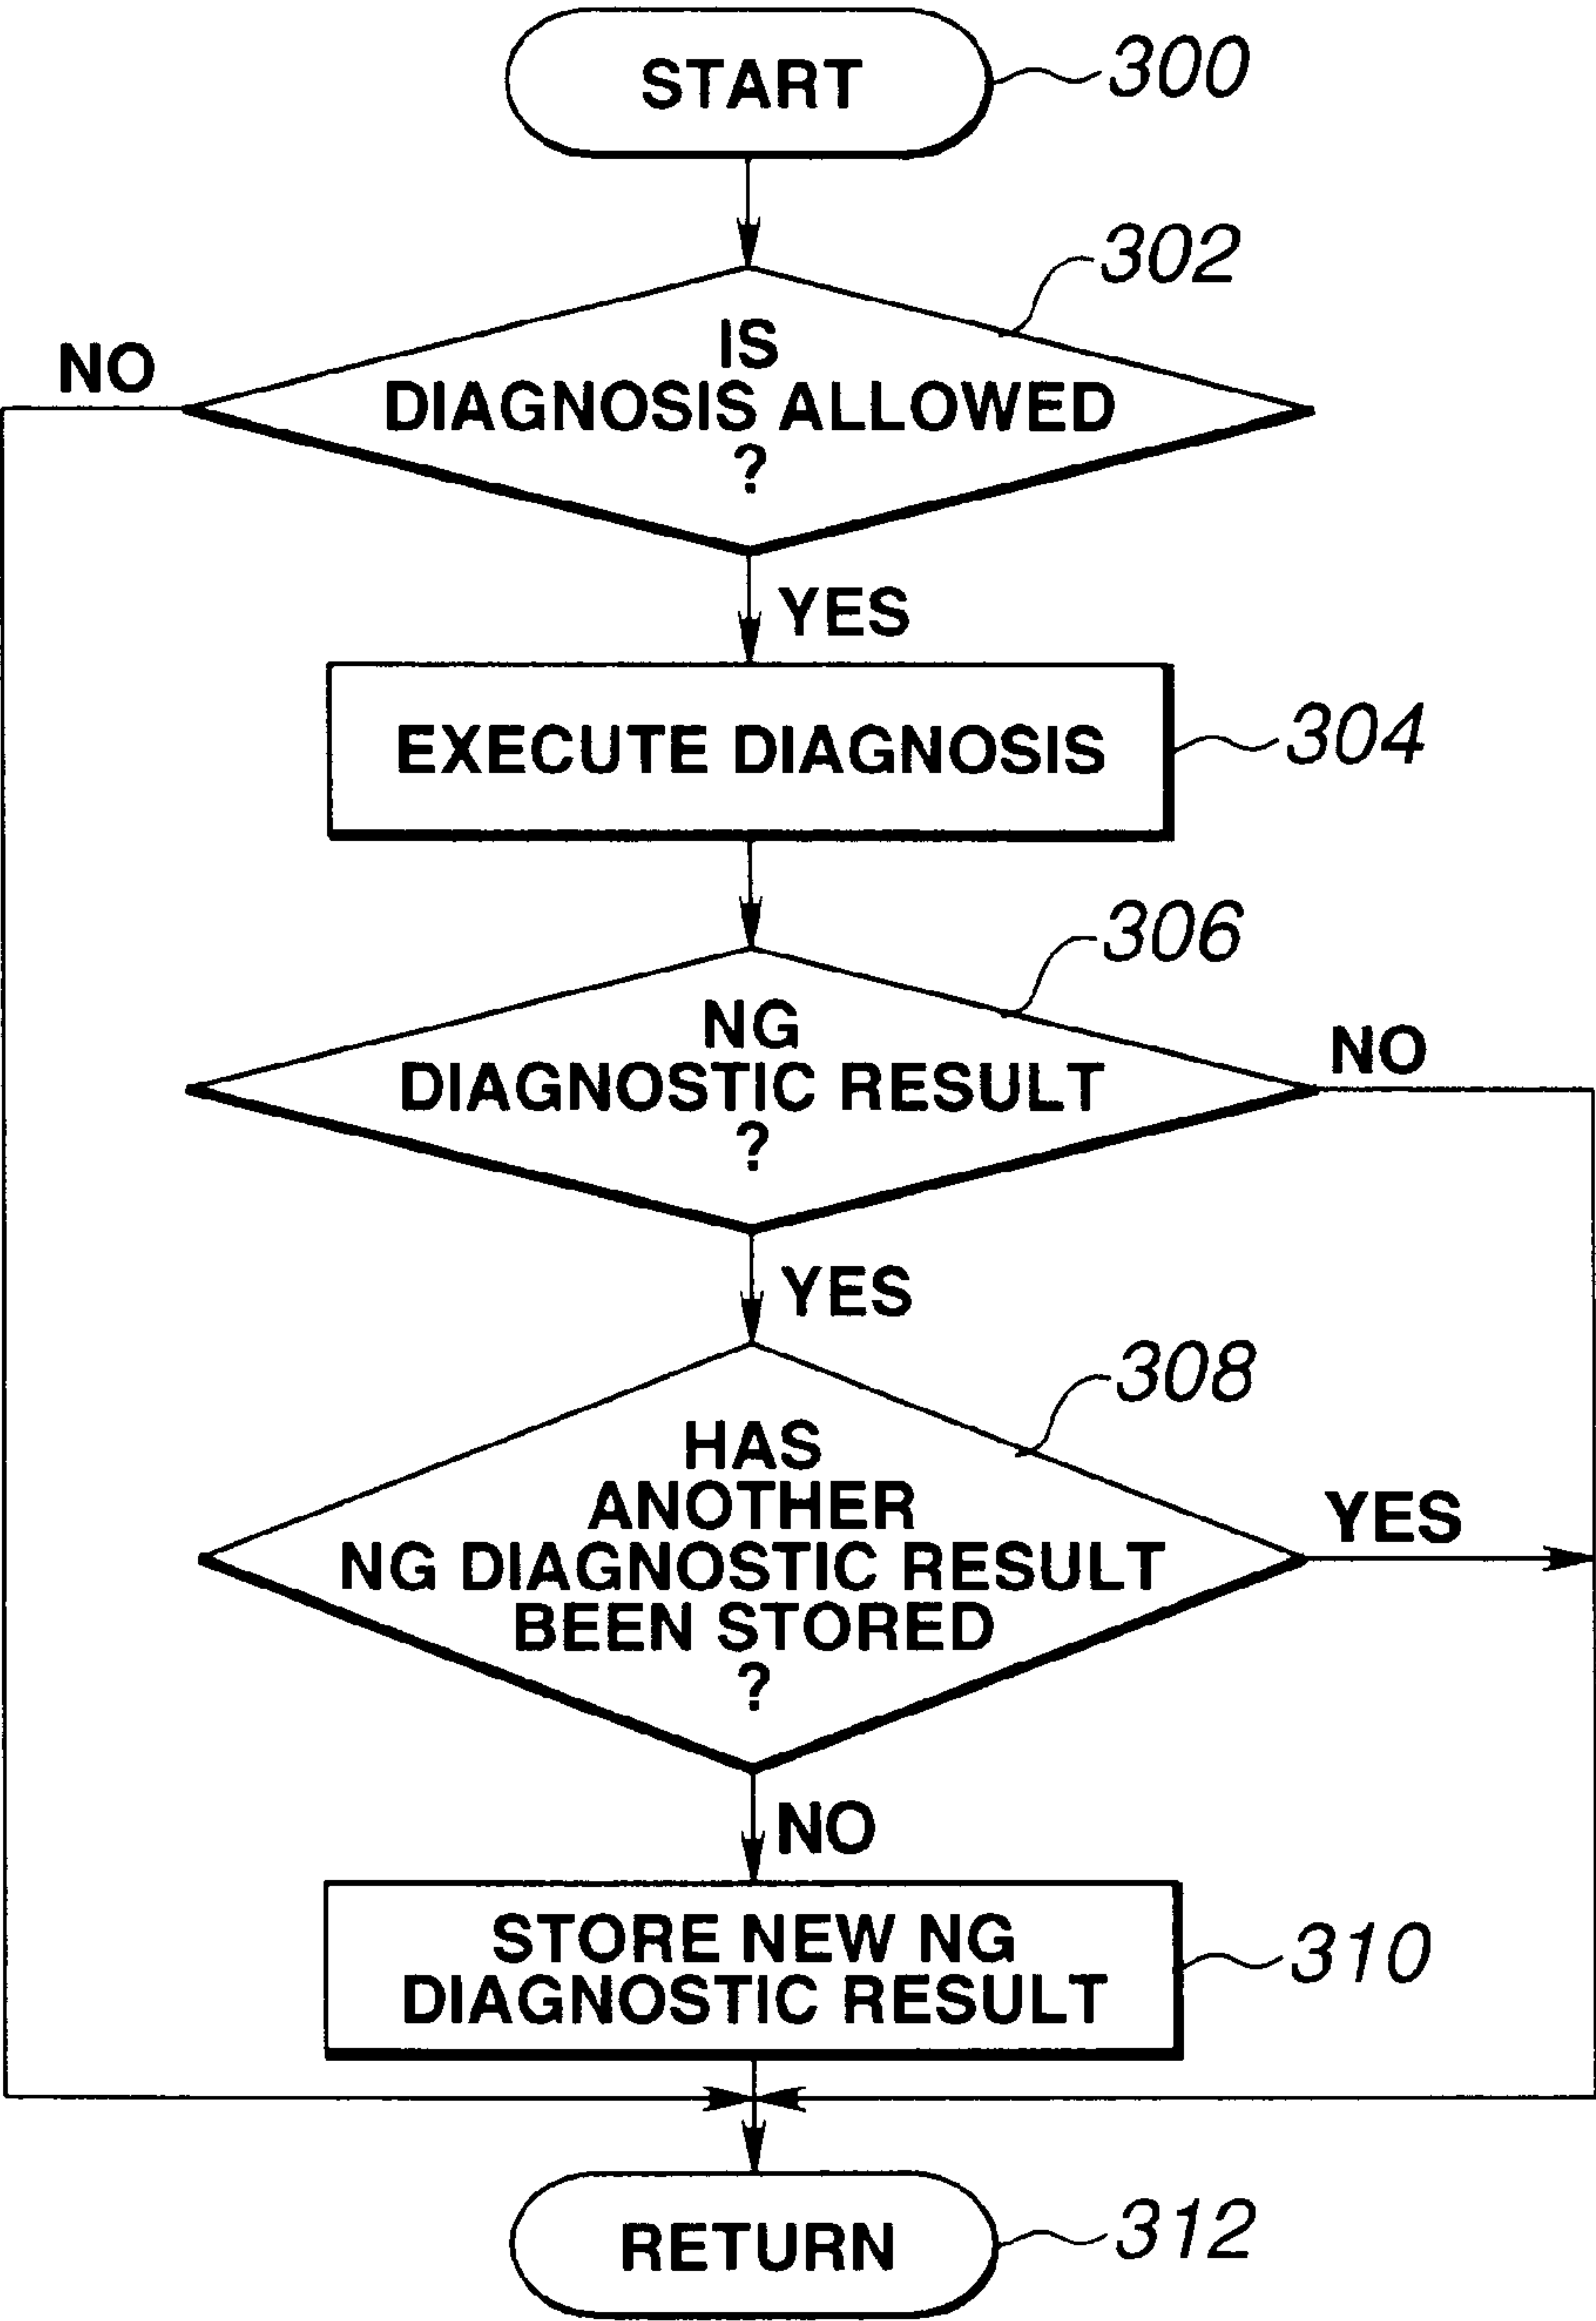 START
300
302
IS
DIAGNOSIS ALLOWED
?
NO
YES
EXECUTE DIAGNOSIS
304
306
NG
DIAGNOSTIC RESULT
?
NO
YES
308
HAS
ANOTHER
NG DIAGNOSTIC RESULT
BEEN STORED
?
YES
NO
STORE NEW NG
DIAGNOSTIC RESULT
310
RETURN
312